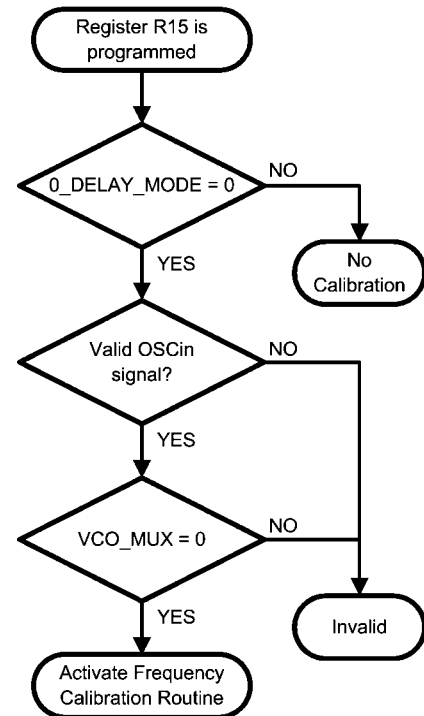 Register R15 is
programmed
0_DELAY_MODE = 0
NO
No
Calibration
YES
Valid OSCin
signal?
NO
YES
VCO_MUX = 0
NO
Invalid
YES
Activate Frequency
Calibration Routine